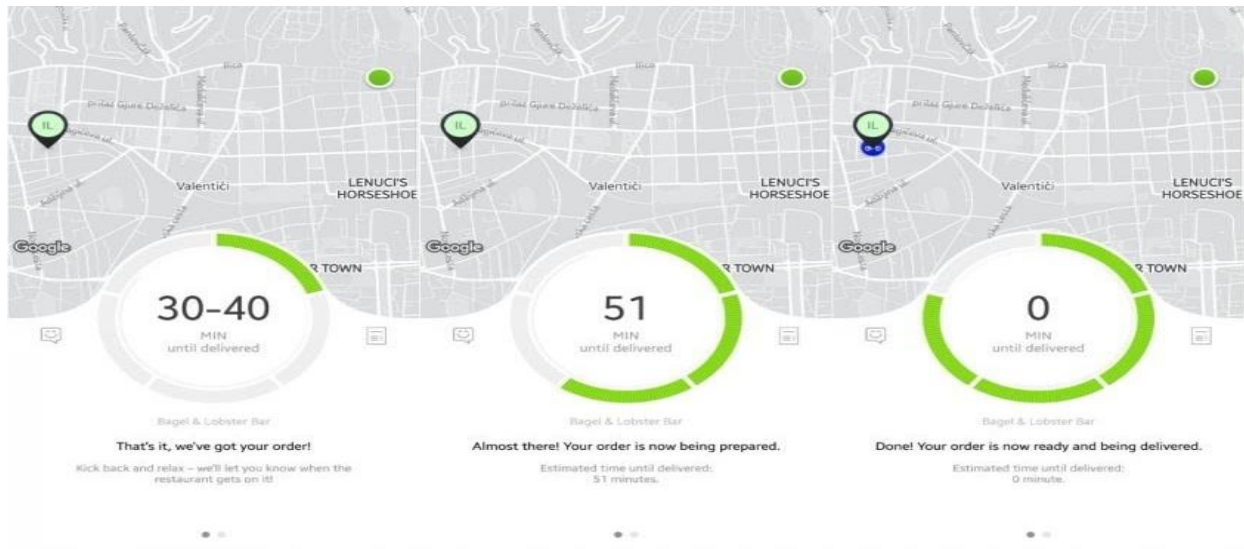 Ilica
prilaz Gjure Deželića
IL
Valentići
LENUCI'S
HORSESHOE
Google
R TOWN
30-40
MIN
until delivered
Bagel & Lobster Bar
That's it, we've got your order!
Kick back and relax – we'll let you know when the
restaurant gets on it!
Ilica
prilaz Gjure Deželića
IL
Valentići
LENUCI'S
HORSESHOE
Google
R TOWN
51
MIN
until delivered
Bagel & Lobster Bar
Almost there! Your order is now being prepared.
Estimated time until delivered:
51 minutes.
Ilica
prilaz Gjure Deželića
IL
Valentići
LENUCI'S
HORSESHOE
Google
R TOWN
0
MIN
until delivered
Bagel & Lobster Bar
Done! Your order is now ready and being delivered.
Estimated time until delivered:
0 minute.